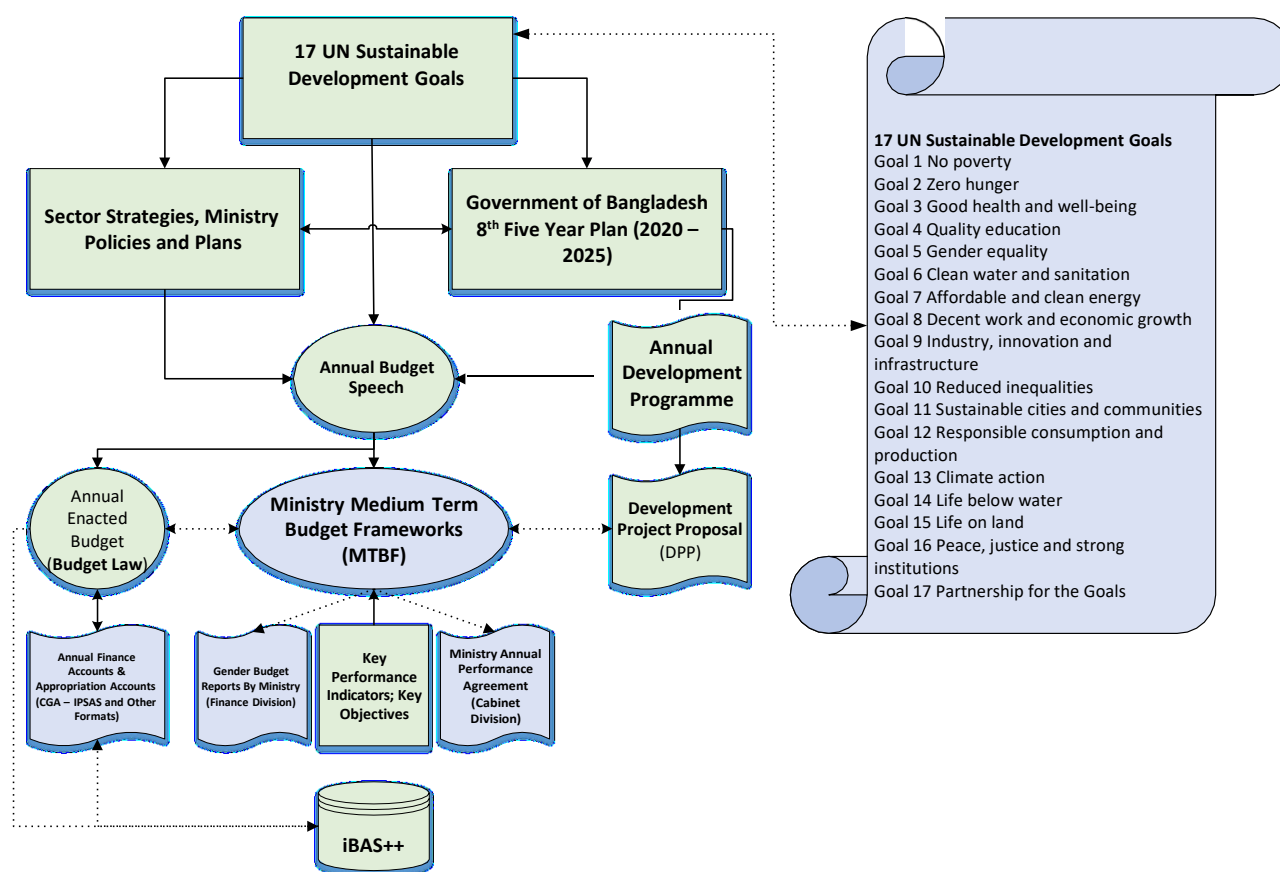 17 UN Sustainable
Development Goals
Sector Strategies, Ministry
Policies and Plans
Government of Bangladesh
8th Five Year Plan (2020 –
2025)
Annual Budget
Speech
Annual
Development
Programme
Annual
Enacted
Budget
(Budget Law)
Ministry Medium Term
Budget Frameworks
(MTBF)
Development
Project Proposal
(DPP)
Annual Finance
Accounts &
Appropriation Accounts
(CGA – IPSAS and Other
Formats)
Gender Budget
Reports By Ministry
(Finance Division)
Key
Performance
Indicators; Key
Objectives
Ministry Annual
Performance
Agreement
(Cabinet
Division)
iBAS++
17 UN Sustainable Development Goals
Goal 1 No poverty
Goal 2 Zero hunger
Goal 3 Good health and well-being
Goal 4 Quality education
Goal 5 Gender equality
Goal 6 Clean water and sanitation
Goal 7 Affordable and clean energy
Goal 8 Decent work and economic growth
Goal 9 Industry, innovation and
infrastructure
Goal 10 Reduced inequalities
Goal 11 Sustainable cities and communities
Goal 12 Responsible consumption and
production
Goal 13 Climate action
Goal 14 Life below water
Goal 15 Life on land
Goal 16 Peace, justice and strong
institutions
Goal 17 Partnership for the Goals